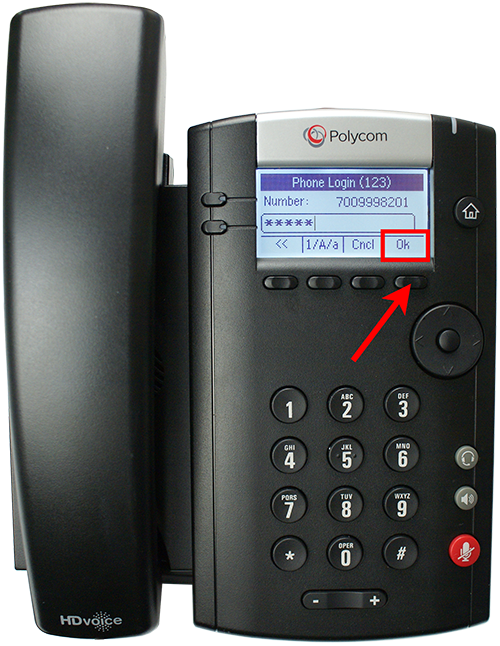 Polycom
Phone Login (123)
Number: 7009998201
*****
<< 1/A/a Cncl Ok
1 ABC 2 DEF 3
GHI 4 JKL 5 MNO 6
PQRS 7 TUV 8 WXYZ 9
* OPER 0 #
- +
HDvoice